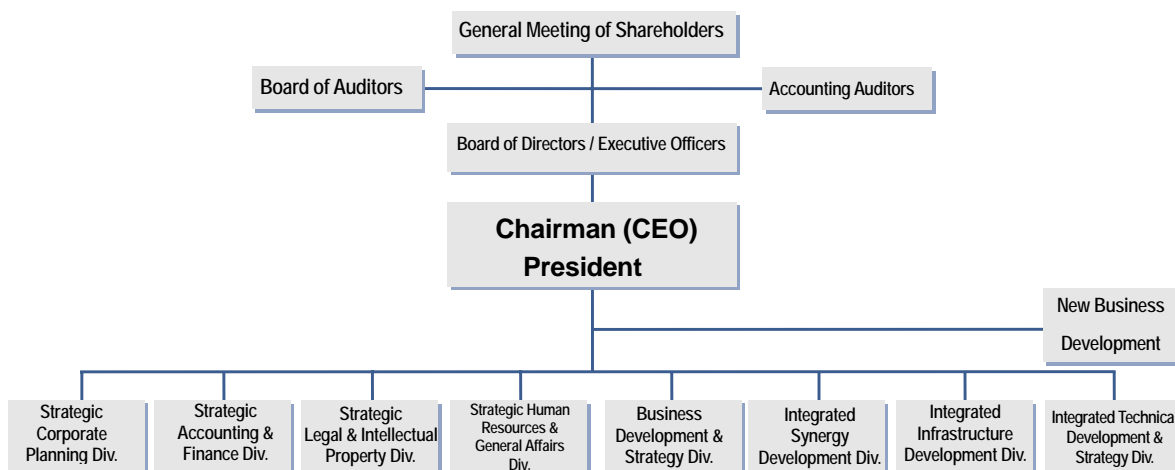 General Meeting of Shareholders
Board of Auditors
Accounting Auditors
Board of Directors / Executive Officers
Chairman (CEO)
President
New Business
Development
Strategic
Corporate
Planning Div.
Strategic
Accounting &
Finance Div.
Strategic
Legal & Intellectual
Property Div.
Strategic Human
Resources &
General Affairs
Div.
Business
Development &
Strategy Div.
Integrated
Synergy
Development Div.
Integrated
Infrastructure
Development Div.
Integrated Technica
Development &
Strategy Div.